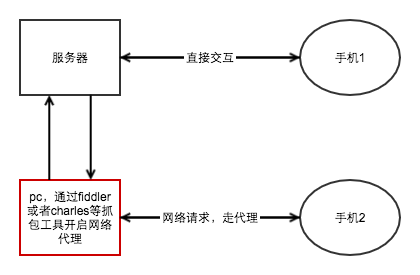 服务器
直接交互
手机1
pc，通过fiddler
或者charles等抓
包工具开启网络
代理
网络请求，走代理
手机2